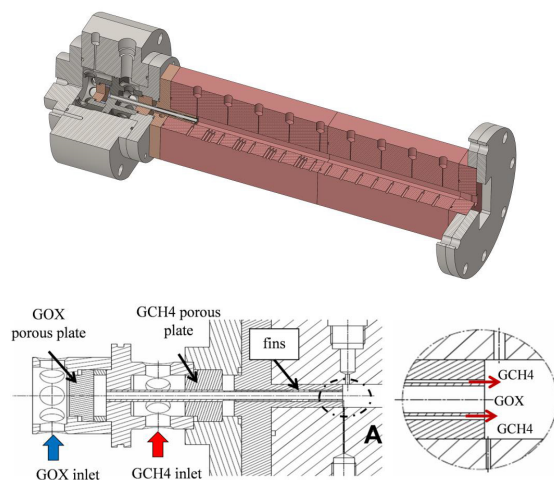 GOX
porous plate
GCH4 porous
plate
fins
A
GOX inlet
GCH4 inlet
GCH4
GOX
GCH4